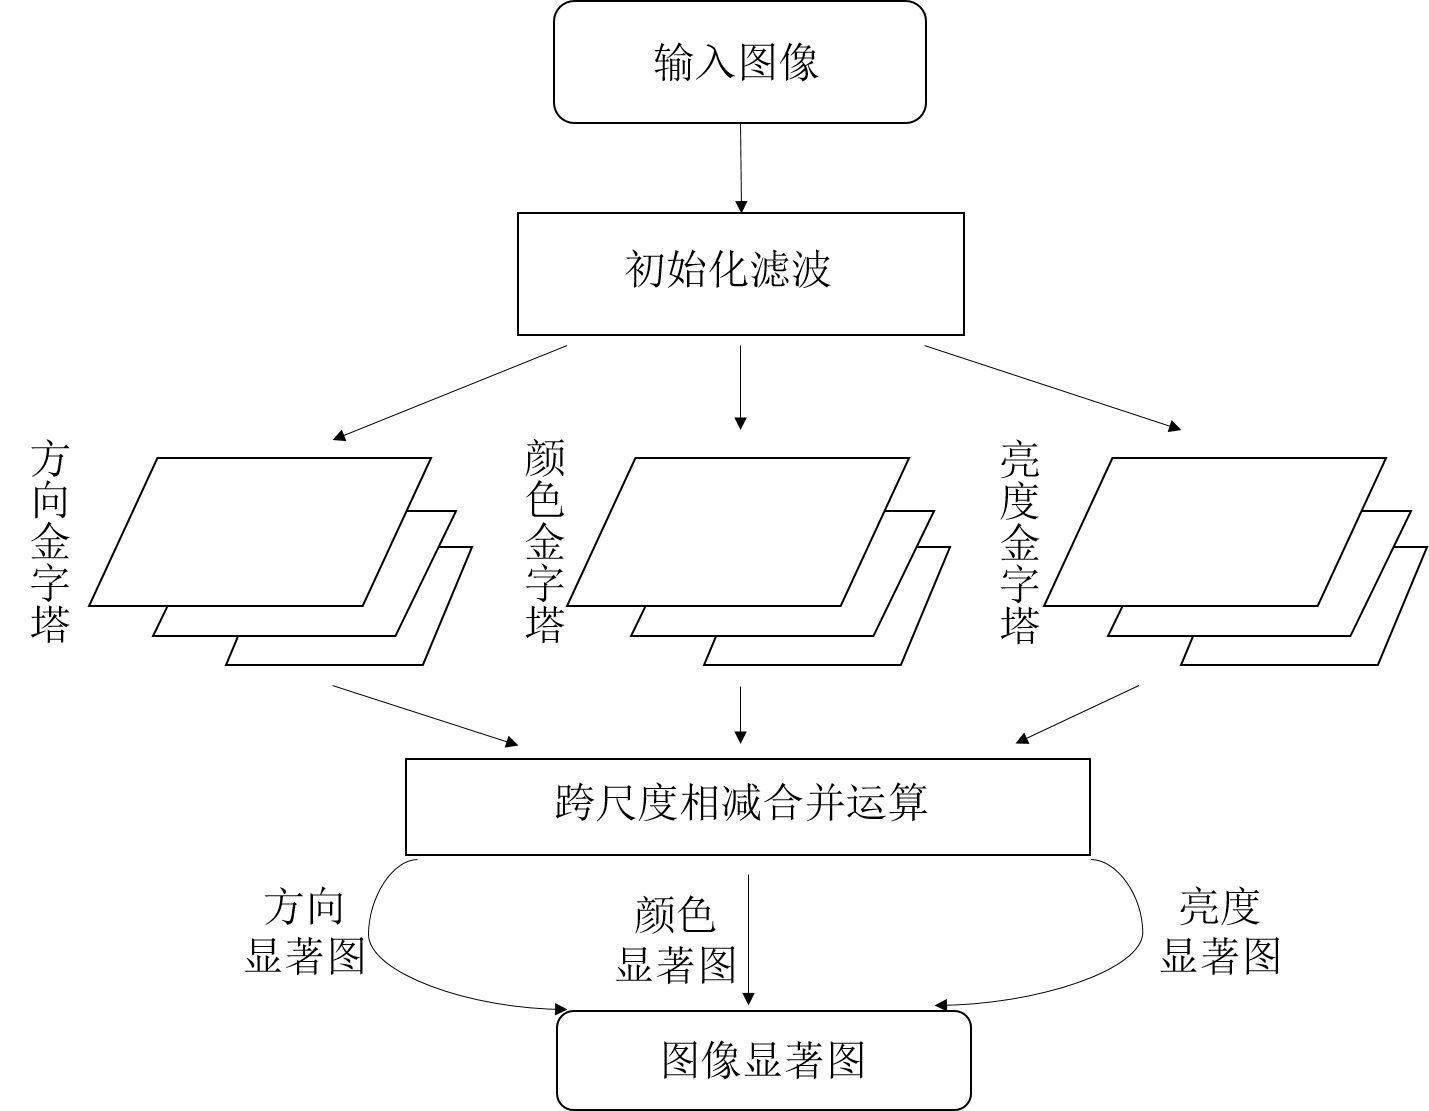 输入图像
初始化滤波
方向金字塔
颜色金字塔
亮度金字塔
跨尺度相减合并运算
方向
显著图
颜色
显著图
亮度
显著图
图像显著图